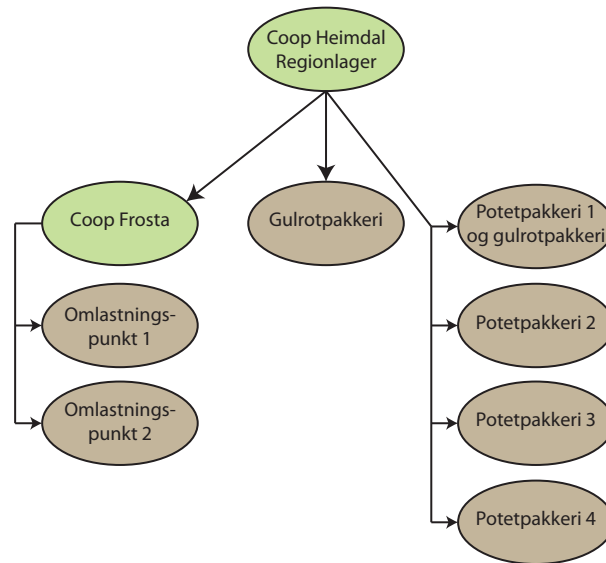 Coop Heimdal
Regionlager
Coop Frosta
Gulrotpakkeri
Potetpakkeri 1
og gulrotpakkeri
Omlastnings-
punkt 1
Potetpakkeri 2
Omlastnings-
punkt 2
Potetpakkeri 3
Potetpakkeri 4